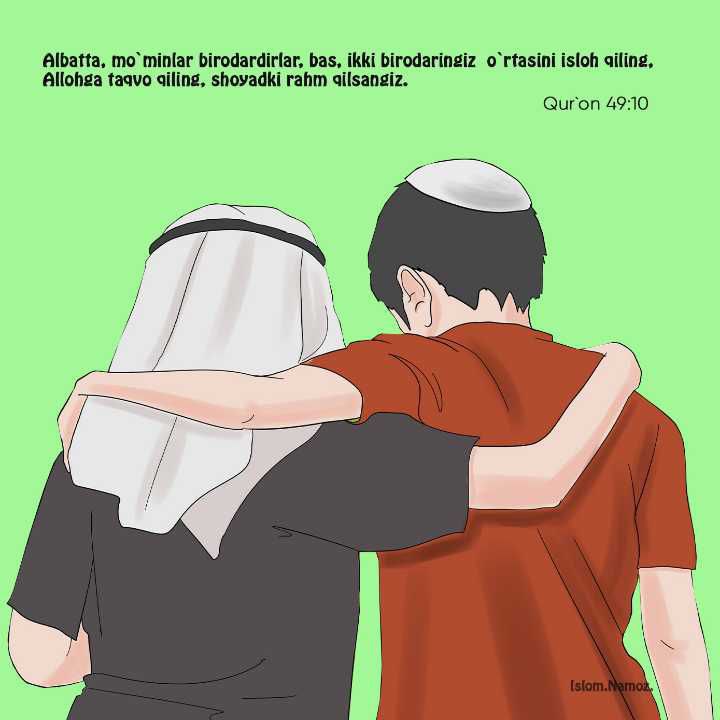 Albatta, mo`minlar birodardirlar, bas, ikki birodaringiz o`rtasini isloh qiling,
Allohga taqvo qiling, shoyadki rahm qilsangiz.
Qur`on 49:10
Islom.Namoz.